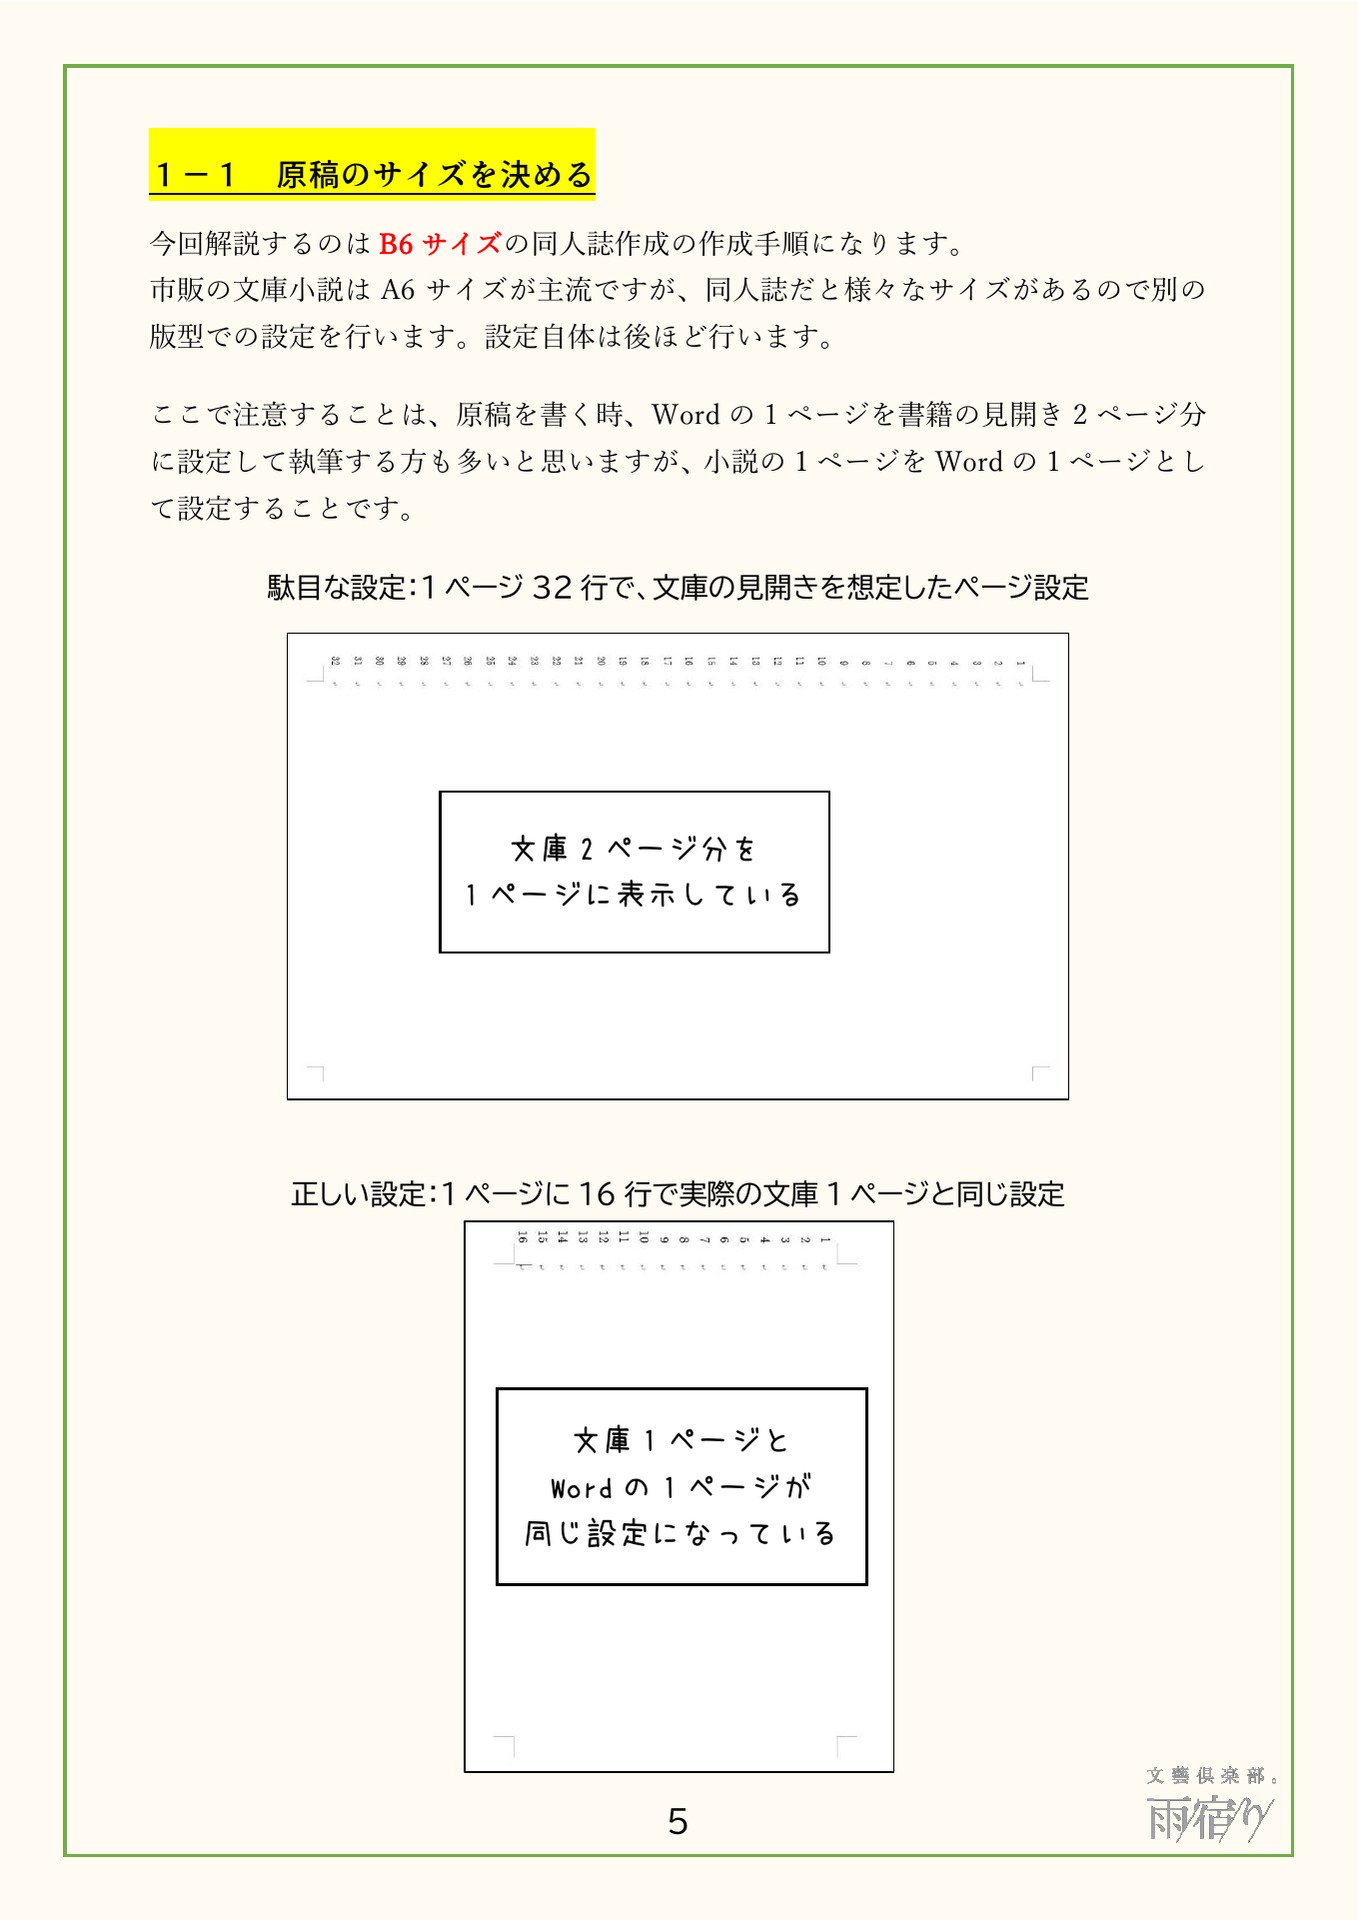 １－１　原稿のサイズを決める
今回解説するのは B6 サイズの同人誌作成の作成手順になります。
市販の文庫小説は A6 サイズが主流ですが、同人誌だと様々なサイズがあるので別の
版型での設定を行います。設定自体は後ほど行います。
ここで注意することは、原稿を書く時、Word の 1 ページを書籍の見開き 2 ページ分
に設定して執筆する方も多いと思いますが、小説の 1 ページを Word の 1 ページとし
て設定することです。
駄目な設定：1 ページ 32 行で、文庫の見開きを想定したページ設定
32 31 30 29 28 27 26 25 24 23 22 21 20 19 18 17 16 15 14 13 12 11 10 9 8 7 6 5 4 3 2 1
文庫 2 ページ分を
1 ページに表示している
正しい設定：1 ページに 16 行で実際の文庫 1 ページと同じ設定
16 15 14 13 12 11 10 9 8 7 6 5 4 3 2 1
文庫 1 ページと
Word の 1 ページが
同じ設定になっている
文藝倶楽部。
雨宿り
5